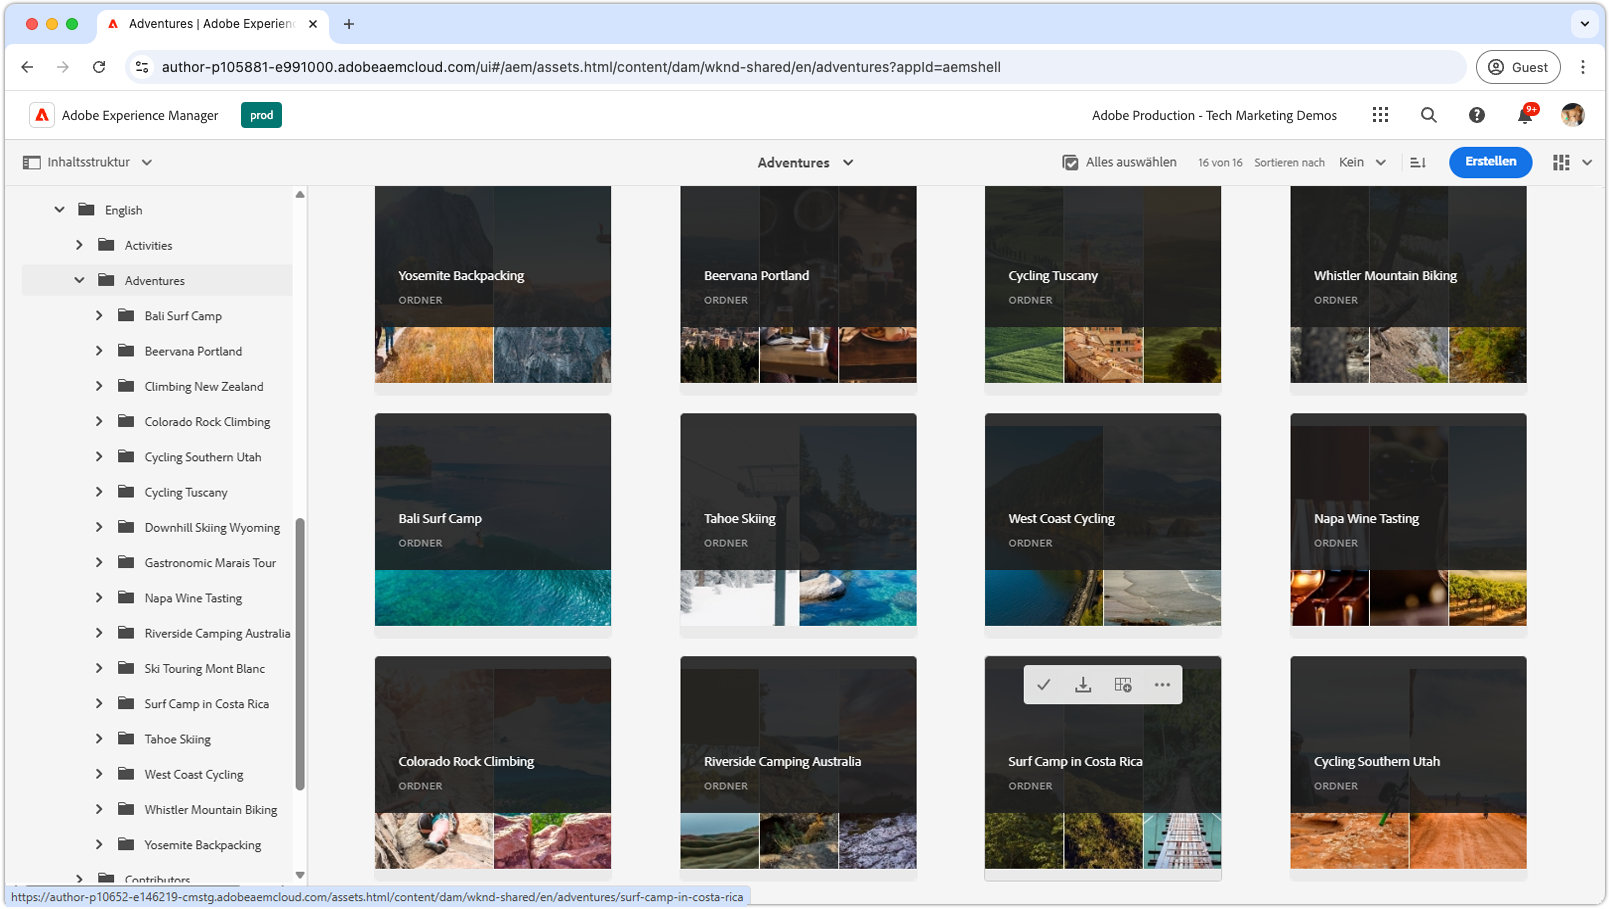 Adventures | Adobe Experien
author-p105881-e991000.adobeaemcloud.com/ui#/aem/assets.html/content/dam/wknd-shared/en/adventures?appId=aemshell
Guest
Adobe Experience Manager
prod
Adobe Production - Tech Marketing Demos
9+
Inhaltsstruktur
Adventures
Alles auswählen
16 von 16
Sortieren nach
Kein
Erstellen
English
Activities
Adventures
Bali Surf Camp
Beervana Portland
Climbing New Zealand
Colorado Rock Climbing
Cycling Southern Utah
Cycling Tuscany
Downhill Skiing Wyoming
Gastronomic Marais Tour
Napa Wine Tasting
Riverside Camping Australia
Ski Touring Mont Blanc
Surf Camp in Costa Rica
Tahoe Skiing
West Coast Cycling
Whistler Mountain Biking
Yosemite Backpacking
Contributors
Yosemite Backpacking
ORDNER
Beervana Portland
ORDNER
Cycling Tuscany
ORDNER
Whistler Mountain Biking
ORDNER
Bali Surf Camp
ORDNER
Tahoe Skiing
ORDNER
West Coast Cycling
ORDNER
Napa Wine Tasting
ORDNER
Colorado Rock Climbing
ORDNER
Riverside Camping Australia
ORDNER
Surf Camp in Costa Rica
ORDNER
Cycling Southern Utah
ORDNER
https://author-p10652-e146219-cmstg.adobeaemcloud.com/assets.html/content/dam/wknd-shared/en/adventures/surf-camp-in-costa-rica